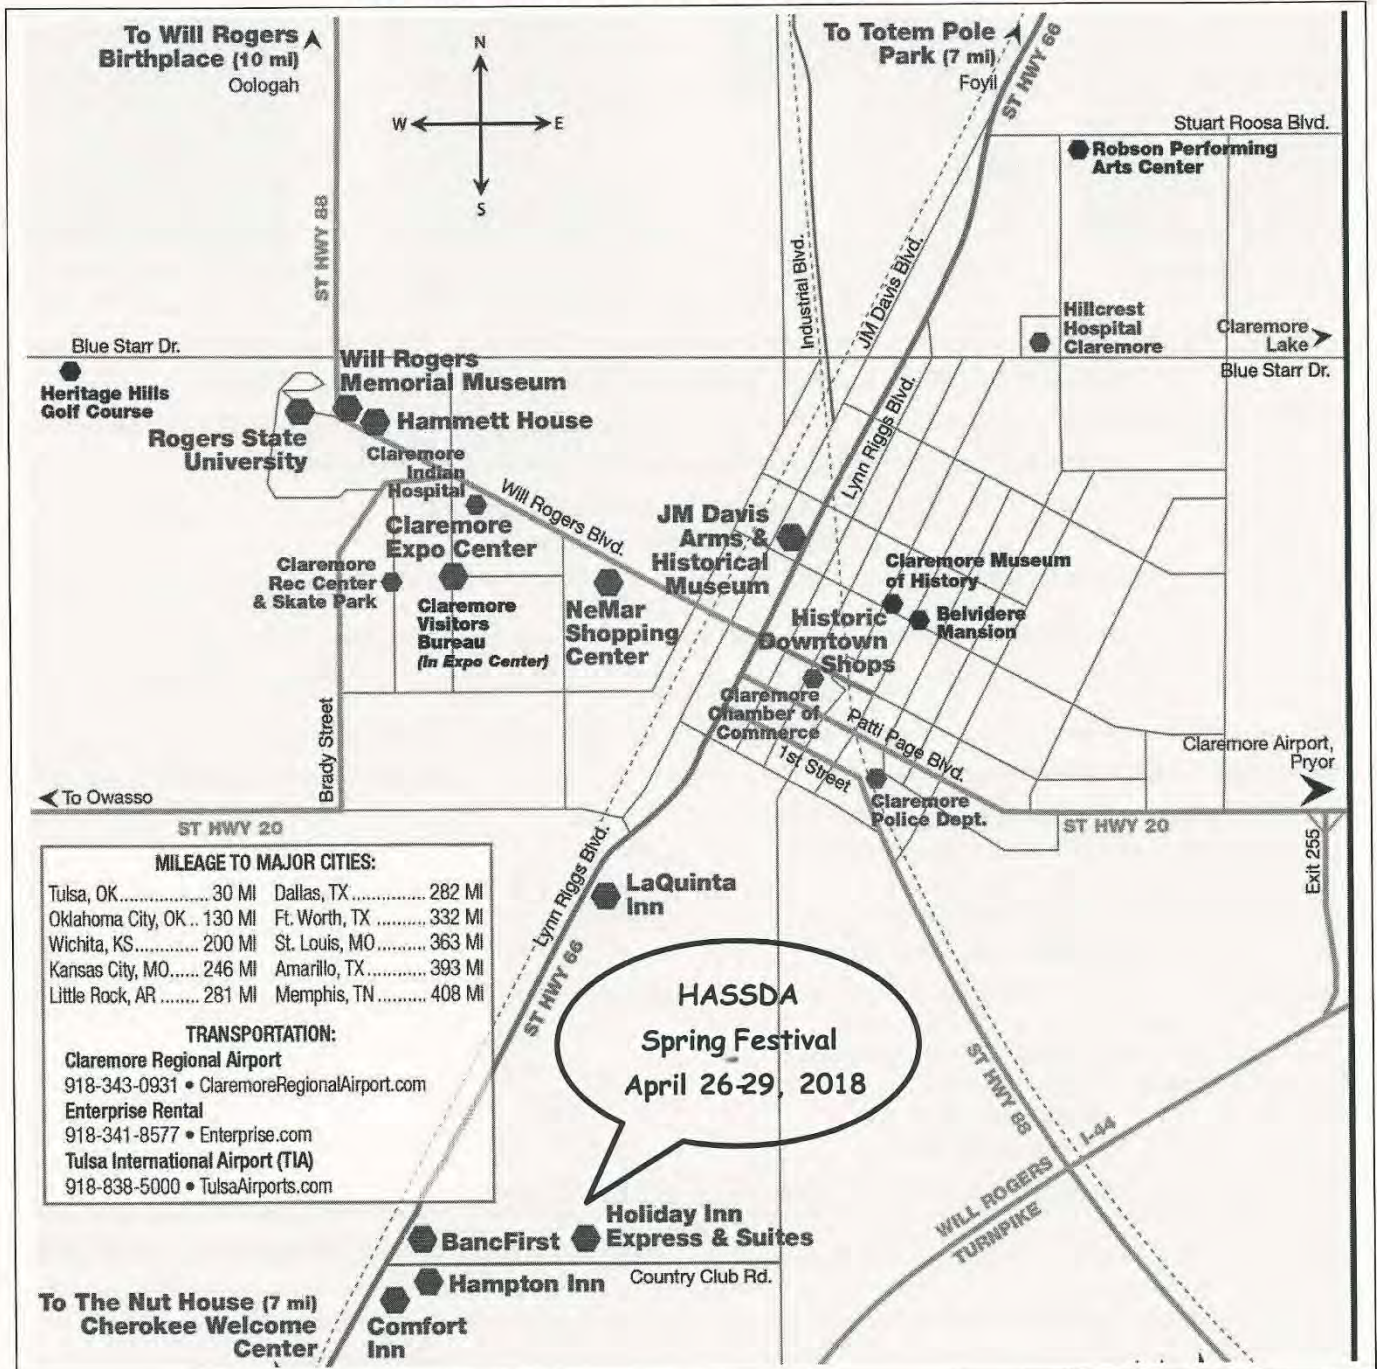 To Will Rogers
Birthplace (10 mi)
Oologah
N
W
E
S
To Totem Pole
Park (7 mi)
Foyil
ST HWY 66
Stuart Roosa Blvd.
Robson Performing
Arts Center
ST HWY 88
Industrial Blvd.
JM Davis Blvd.
Hillcrest
Hospital
Claremore
Claremore
Lake
Blue Starr Dr.
Blue Starr Dr.
Heritage Hills
Golf Course
Will Rogers
Memorial Museum
Hammett House
Rogers State
University
Claremore
Indian
Hospital
Will Rogers Blvd.
Lynn Riggs Blvd.
Claremore
Expo Center
JM Davis
Arms &
Historical
Museum
Claremore
Rec Center
& Skate Park
Claremore
Visitors
Bureau
(In Expo Center)
NeMar
Shopping
Center
Claremore Museum
of History
Belvidere
Mansion
Historic
Downtown
Shops
Claremore
Chamber of
Commerce
Patti Page Blvd.
1st Street
Brady Street
Claremore Airport,
Pryor
To Owasso
ST HWY 20
Claremore
Police Dept.
ST HWY 20
Exit 255
MILEAGE TO MAJOR CITIES:
Tulsa, OK.................. 30 MI Dallas, TX............... 282 MI
Oklahoma City, OK .. 130 MI Ft. Worth, TX .......... 332 MI
Wichita, KS............. 200 MI St. Louis, MO.......... 363 MI
Kansas City, MO...... 246 MI Amarillo, TX............ 393 MI
Little Rock, AR ........ 281 MI Memphis, TN.......... 408 MI
TRANSPORTATION:
Claremore Regional Airport
918-343-0931 • ClaremoreRegionalAirport.com
Enterprise Rental
918-341-8577 • Enterprise.com
Tulsa International Airport (TIA)
918-838-5000 • TulsaAirports.com
Lynn Riggs Blvd.
LaQuinta
Inn
ST HWY 66
HASSDA
Spring Festival
April 26-29, 2018
ST HWY 88
I-44
WILL ROGERS
TURNPIKE
BancFirst
Holiday Inn
Express & Suites
Hampton Inn
Country Club Rd.
To The Nut House (7 mi)
Cherokee Welcome
Center
Comfort
Inn